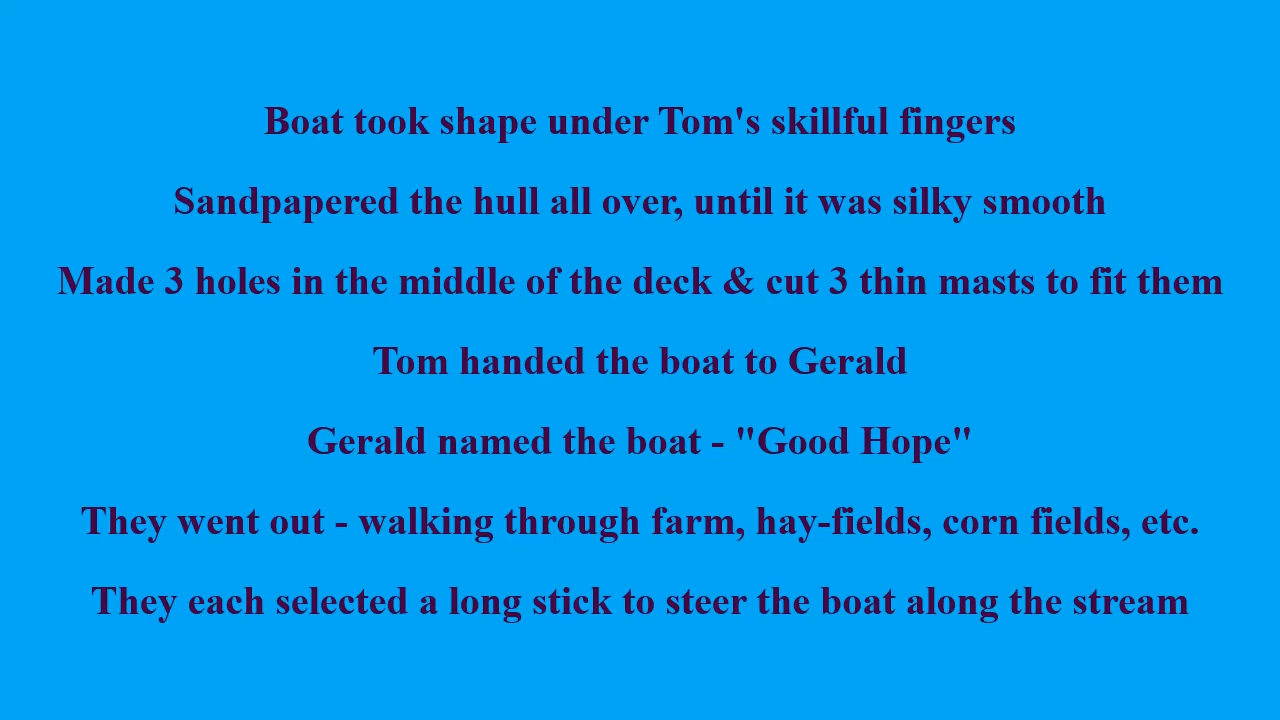 Boat took shape under Tom's skillful fingers
Sandpapered the hull all over, until it was silky smooth
Made 3 holes in the middle of the deck & cut 3 thin masts to fit them
Tom handed the boat to Gerald
Gerald named the boat - "Good Hope"
They went out - walking through farm, hay-fields, corn fields, etc.
They each selected a long stick to steer the boat along the stream